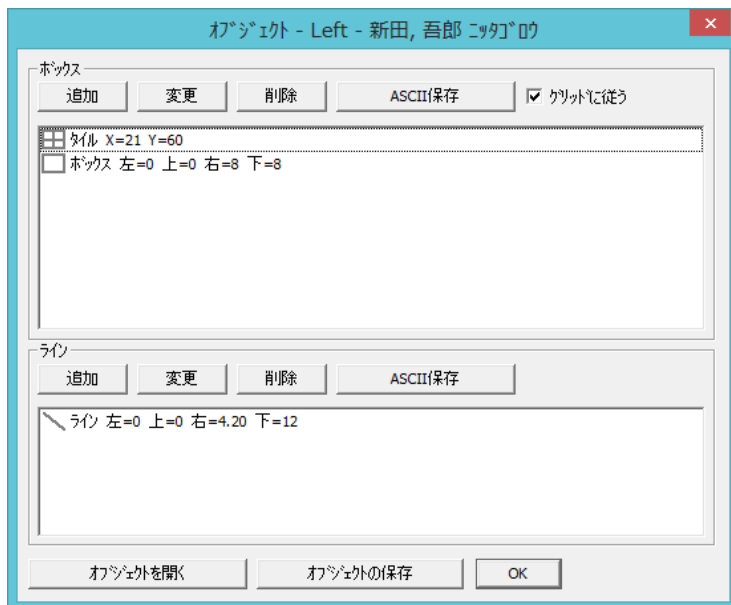 ｵﾌﾞｼﾞｪｸﾄ - Left - 新田, 吾郎 ﾆｯﾀｺﾞﾛｳ
ﾎﾞｯｸｽ
追加 変更 削除 ASCII保存 ｸﾞﾘｯﾄﾞに従う
ﾀｲﾙ X=21 Y=60
ﾎﾞｯｸｽ 左=0 上=0 右=8 下=8
ﾗｲﾝ
追加 変更 削除 ASCII保存
ﾗｲﾝ 左=0 上=0 右=4.20 下=12
ｵﾌﾞｼﾞｪｸﾄを開く ｵﾌﾞｼﾞｪｸﾄの保存 OK